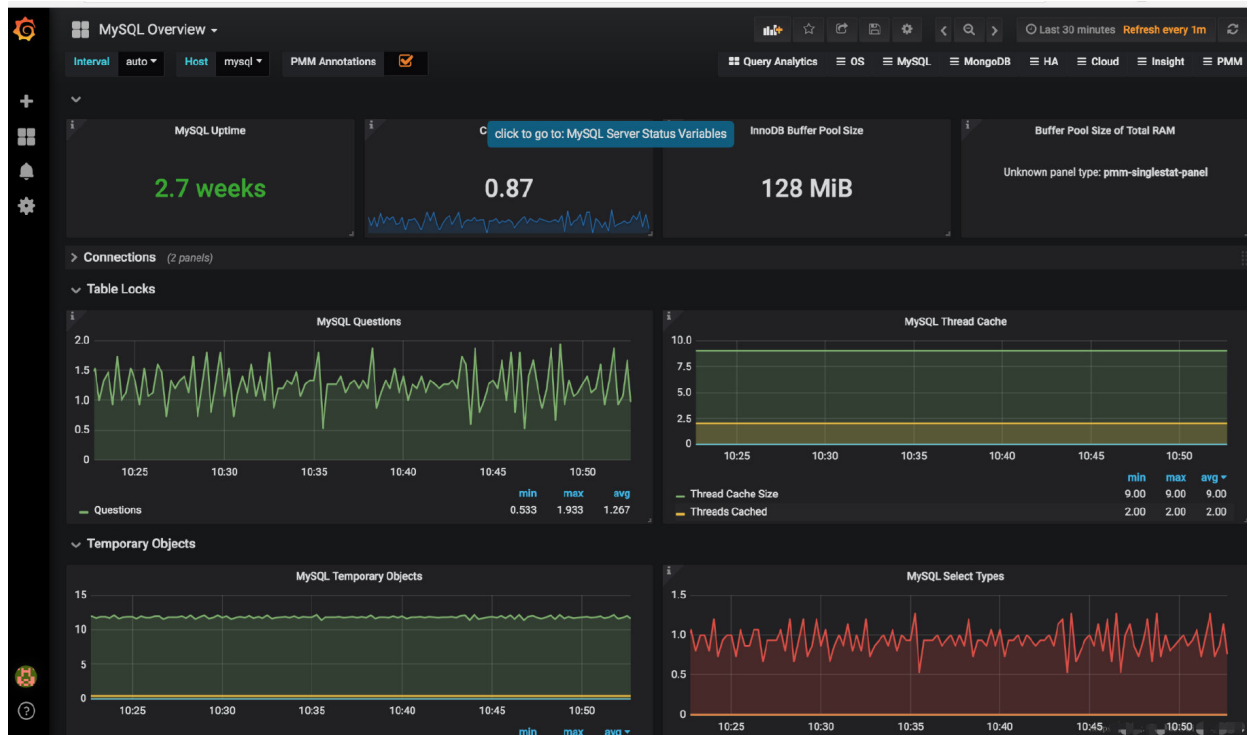 MySQL Overview
Last 30 minutes Refresh every 1m
Interval auto Host mysql PMM Annotations Query Analytics OS MySQL MongoDB HA Cloud Insight PMM
i MySQL Uptime
2.7 weeks
i C
click to go to: MySQL Server Status Variables
0.87
InnoDB Buffer Pool Size
128 MiB
i Buffer Pool Size of Total RAM
Unknown panel type: pmm-singlestat-panel
Connections (2 panels)
Table Locks
i MySQL Questions
2.0
1.5
1.0
0.5
0
10:25 10:30 10:35 10:40 10:45 10:50
min max avg
Questions 0.533 1.933 1.267
i MySQL Thread Cache
10.0
7.5
5.0
2.5
0
10:25 10:30 10:35 10:40 10:45 10:50
min max avg
Thread Cache Size 9.00 9.00 9.00
Threads Cached 2.00 2.00 2.00
Temporary Objects
MySQL Temporary Objects
15
10
5
0
10:25 10:30 10:35 10:40 10:45 10:50
min max avg
i MySQL Select Types
1.5
1.0
0.5
0
10:25 10:30 10:35 10:40 10:45 10:50
?